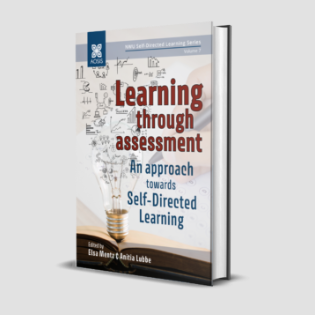 AOSIS
NWU Self-Directed Learning Series
Learning
through
assessment
An approach
towards
Self-Directed
Learning
Edited by
Elsa Mentz & Anitia Lubbe